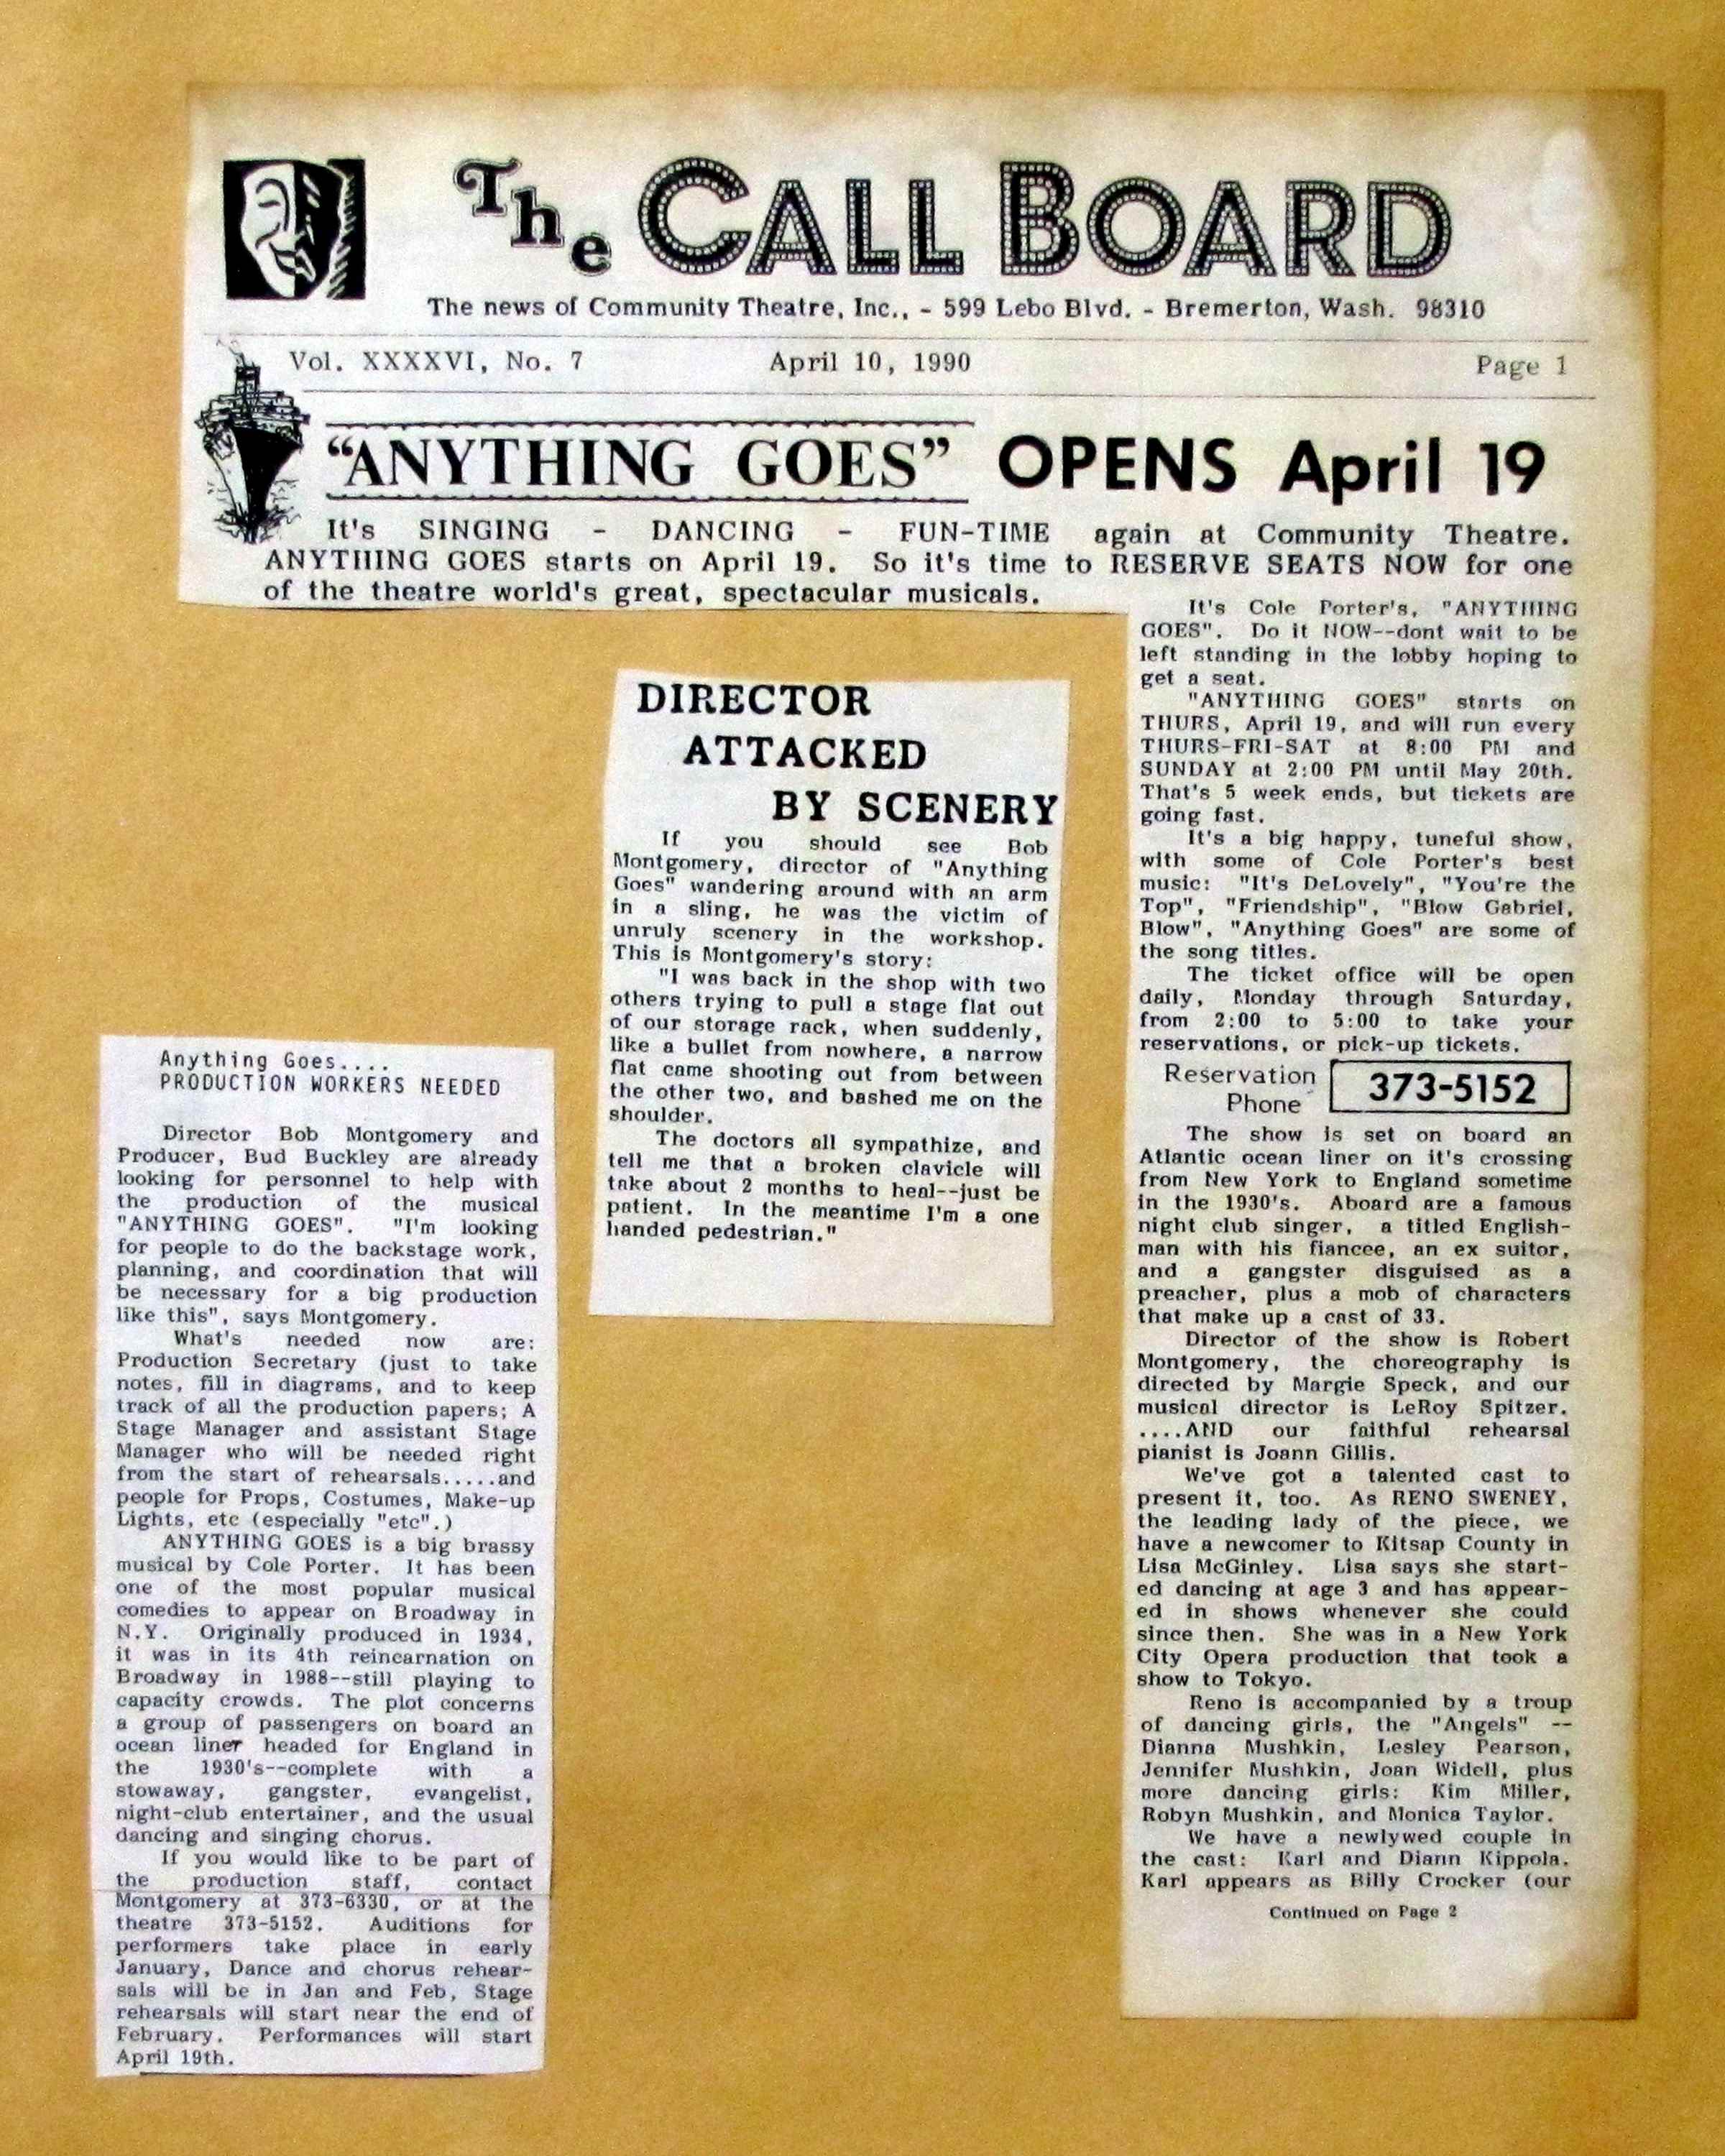 The CALL BOARD
The news of Community Theatre, Inc., - 599 Lebo Blvd. - Bremerton, Wash. 98310
Vol. XXXXVI, No. 7 April 10, 1990 Page 1
"ANYTHING GOES" OPENS April 19
It's SINGING - DANCING - FUN-TIME again at Community Theatre.
ANYTHING GOES starts on April 19. So it's time to RESERVE SEATS NOW for one
of the theatre world's great, spectacular musicals.
It's Cole Porter's, "ANYTHING
GOES". Do it NOW--dont wait to be
left standing in the lobby hoping to
get a seat.
"ANYTHING GOES" starts on
THURS, April 19, and will run every
THURS-FRI-SAT at 8:00 PM and
SUNDAY at 2:00 PM until May 20th.
That's 5 week ends, but tickets are
going fast.
It's a big happy, tuneful show,
with some of Cole Porter's best
music: "It's DeLovely", "You're the
Top", "Friendship", "Blow Gabriel,
Blow", "Anything Goes" are some of
the song titles.
The ticket office will be open
daily, Monday through Saturday,
from 2:00 to 5:00 to take your
reservations, or pick-up tickets.
Reservation
Phone
373-5152
The show is set on board an
Atlantic ocean liner on it's crossing
from New York to England sometime
in the 1930's. Aboard are a famous
night club singer, a titled English-
man with his fiancee, an ex suitor,
and a gangster disguised as a
preacher, plus a mob of characters
that make up a cast of 33.
Director of the show is Robert
Montgomery, the choreography is
directed by Margie Speck, and our
musical director is LeRoy Spitzer.
....AND our faithful rehearsal
pianist is Joann Gillis.
We've got a talented cast to
present it, too. As RENO SWENEY,
the leading lady of the piece, we
have a newcomer to Kitsap County in
Lisa McGinley. Lisa says she start-
ed dancing at age 3 and has appear-
ed in shows whenever she could
since then. She was in a New York
City Opera production that took a
show to Tokyo.
Reno is accompanied by a troup
of dancing girls, the "Angels" --
Dianna Mushkin, Lesley Pearson,
Jennifer Mushkin, Joan Widell, plus
more dancing girls: Kim Miller,
Robyn Mushkin, and Monica Taylor.
We have a newlywed couple in
the cast: Karl and Diann Kippola.
Karl appears as Billy Crocker (our
Continued on Page 2
DIRECTOR
ATTACKED
BY SCENERY
If you should see Bob
Montgomery, director of "Anything
Goes" wandering around with an arm
in a sling, he was the victim of
unruly scenery in the workshop.
This is Montgomery's story:
"I was back in the shop with two
others trying to pull a stage flat out
of our storage rack, when suddenly,
like a bullet from nowhere, a narrow
flat came shooting out from between
the other two, and bashed me on the
shoulder.
The doctors all sympathize, and
tell me that a broken clavicle will
take about 2 months to heal--just be
patient. In the meantime I'm a one
handed pedestrian."
Anything Goes....
PRODUCTION WORKERS NEEDED
Director Bob Montgomery and
Producer, Bud Buckley are already
looking for personnel to help with
the production of the musical
"ANYTHING GOES". "I'm looking
for people to do the backstage work,
planning, and coordination that will
be necessary for a big production
like this", says Montgomery.
What's needed now are:
Production Secretary (just to take
notes, fill in diagrams, and to keep
track of all the production papers; A
Stage Manager and assistant Stage
Manager who will be needed right
from the start of rehearsals.....and
people for Props, Costumes, Make-up
Lights, etc (especially "etc".)
ANYTHING GOES is a big brassy
musical by Cole Porter. It has been
one of the most popular musical
comedies to appear on Broadway in
N.Y. Originally produced in 1934,
it was in its 4th reincarnation on
Broadway in 1988--still playing to
capacity crowds. The plot concerns
a group of passengers on board an
ocean liner headed for England in
the 1930's--complete with a
stowaway, gangster, evangelist,
night-club entertainer, and the usual
dancing and singing chorus.
If you would like to be part of
the production staff, contact
Montgomery at 373-6330, or at the
theatre 373-5152. Auditions for
performers take place in early
January, Dance and chorus rehear-
sals will be in Jan and Feb, Stage
rehearsals will start near the end of
February. Performances will start
April 19th.